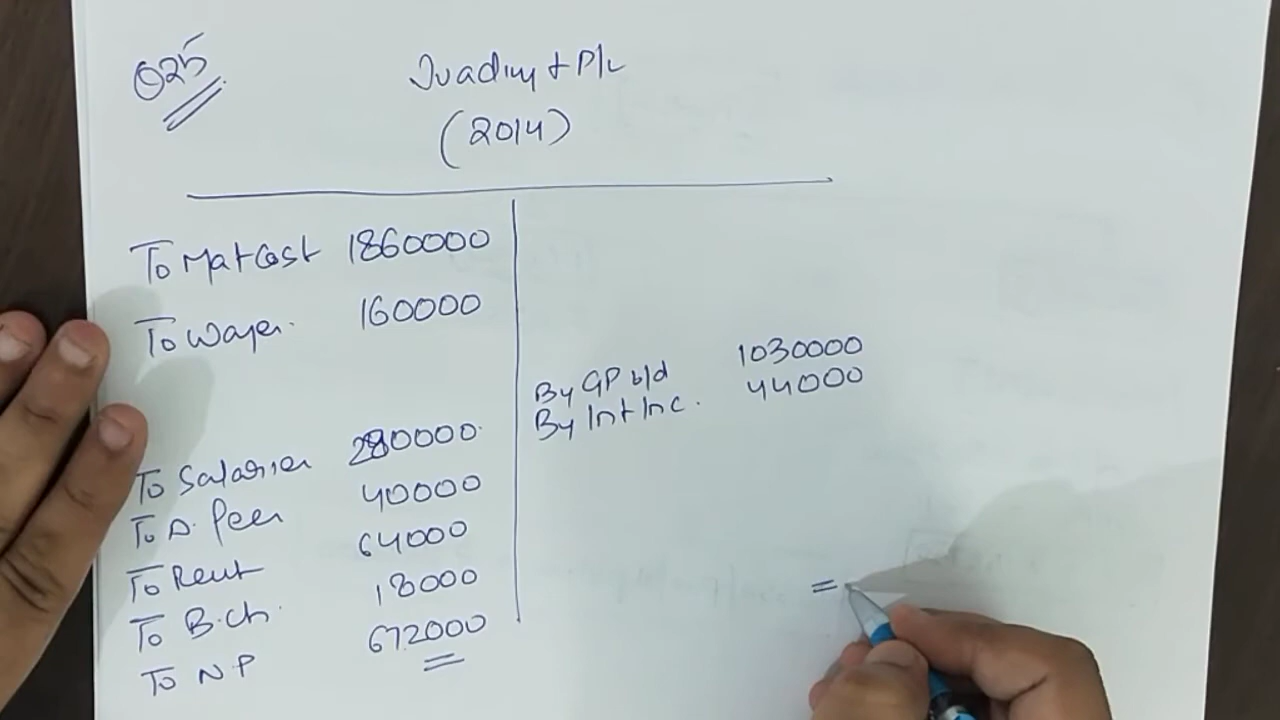 Q25
Trading + P/L
(2014)
To Mat Cost 1860000
To Wages. 160000
By GP b/d 1030000
By Int Inc. 44000
To Salaries 280000
To A. Fees 40000
To Rent 64000
To B.Ch. 18000
To NP 672000
=